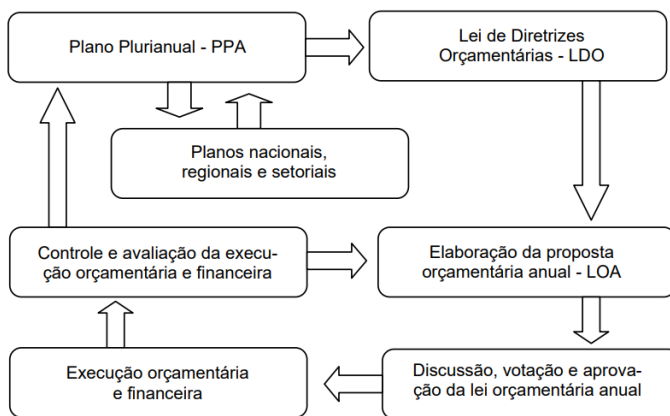 Plano Plurianual - PPA
Lei de Diretrizes
Orçamentárias - LDO
Planos nacionais,
regionais e setoriais
Controle e avaliação da execu-
ção orçamentária e financeira
Elaboração da proposta
orçamentária anual - LOA
Execução orçamentária
e financeira
Discussão, votação e aprova-
ção da lei orçamentária anual